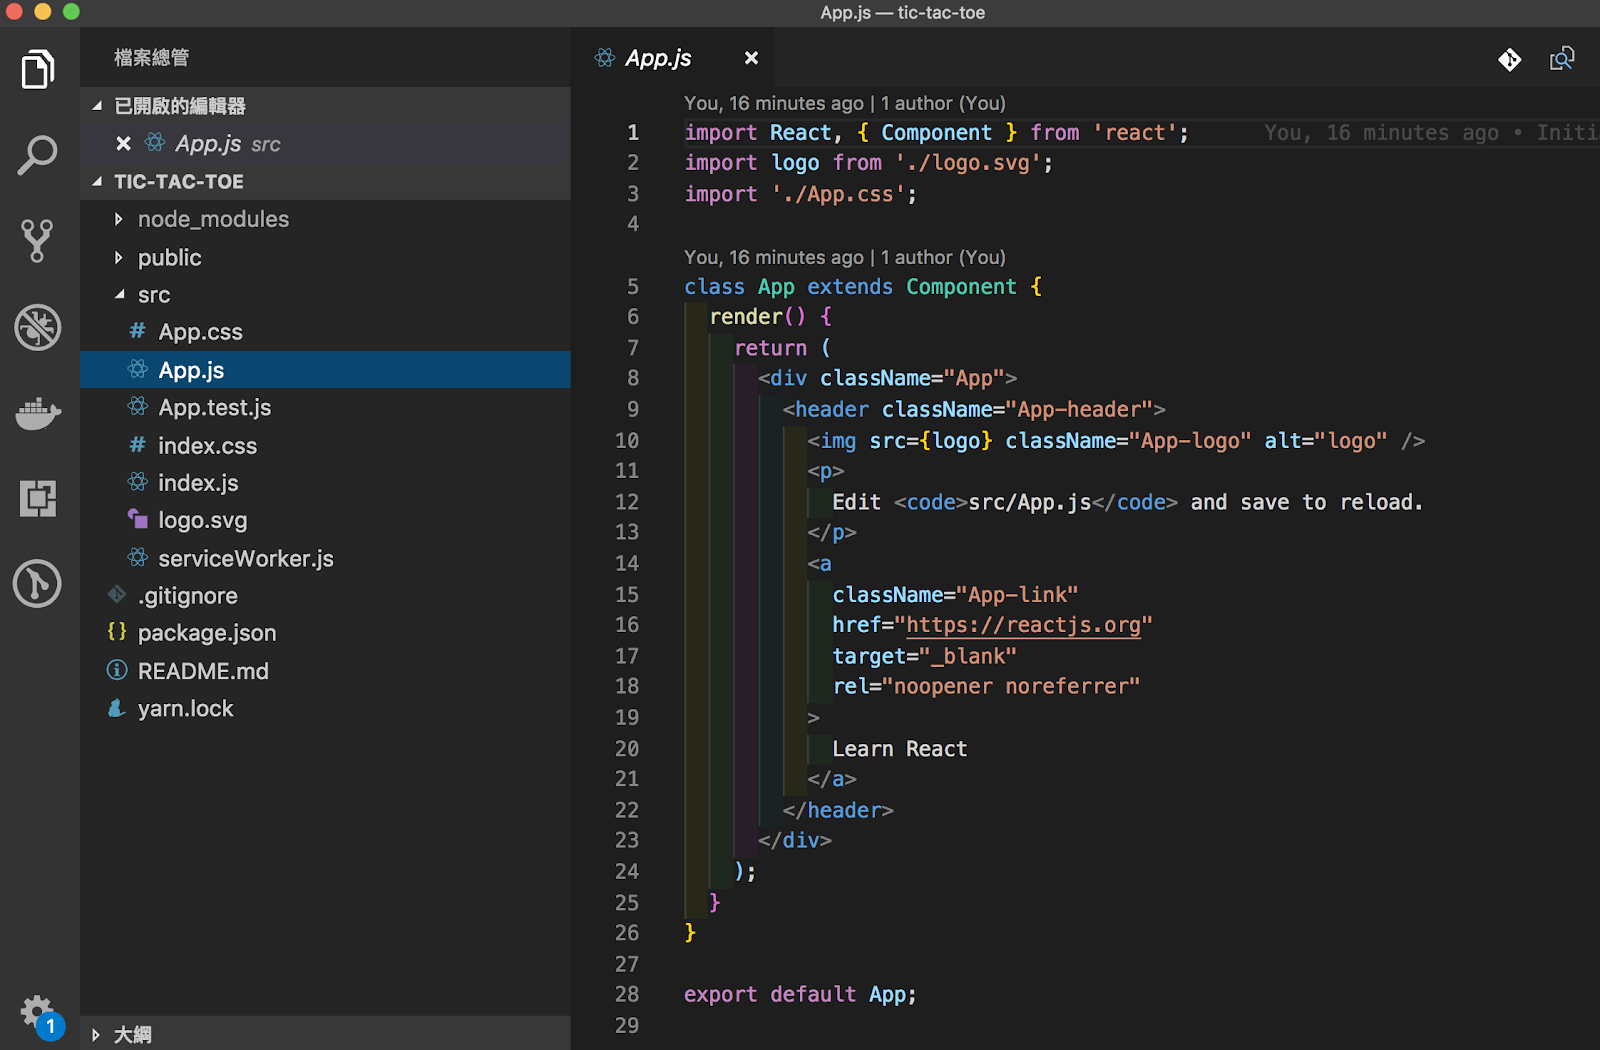 App.js — tic-tac-toe
檔案總管
已開啟的編輯器
App.js src
TIC-TAC-TOE
node_modules
public
src
App.css
App.js
App.test.js
index.css
index.js
logo.svg
serviceWorker.js
.gitignore
package.json
README.md
yarn.lock
大綱
1
App.js
You, 16 minutes ago | 1 author (You)
1 import React, { Component } from 'react'; You, 16 minutes ago •
2 import logo from './logo.svg';
3 import './App.css';
4
You, 16 minutes ago | 1 author (You)
5 class App extends Component {
6 render() {
7 return (
8 <div className="App">
9 <header className="App-header">
10 <img src={logo} className="App-logo" alt="logo" />
11 <p>
12 Edit <code>src/App.js</code> and save to reload.
13 </p>
14 <a
15 className="App-link"
16 href="https://reactjs.org"
17 target="_blank"
18 rel="noopener noreferrer"
19 >
20 Learn React
21 </a>
22 </header>
23 </div>
24 );
25 }
26 }
27
28 export default App;
29